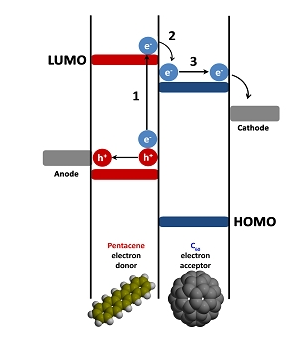 2
e⁻
e⁻
3
e⁻
e⁻
LUMO
1
Cathode
e⁻
h⁺
h⁺
Anode
HOMO
Pentacene
electron
donor
C₆₀
electron
acceptor